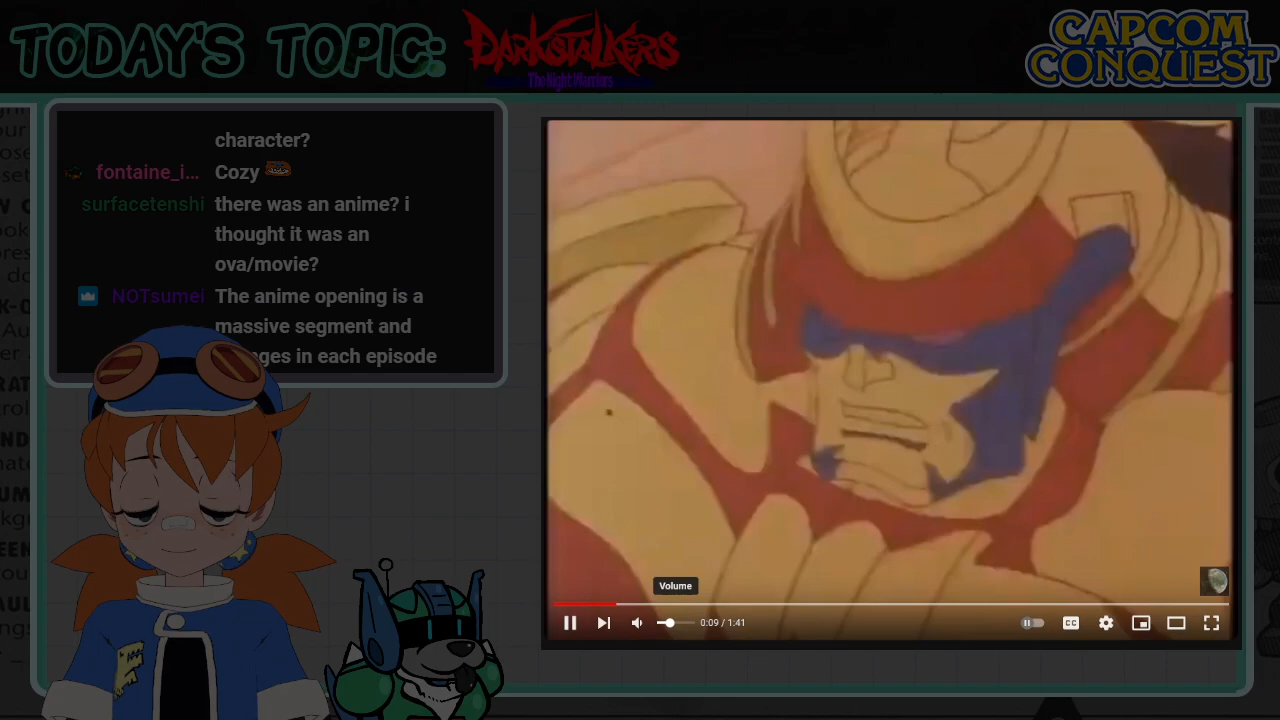 TODAY'S TOPIC:
DARKSTALKERS
The Night Warriors
CAPCOM
CONQUEST
character?
fontaine_i... Cozy
surfacetenshi there was an anime? i
thought it was an
ova/movie?
NOTsumei The anime opening is a
massive segment and
nges in each episode
Volume
0:09 / 1:41
CC